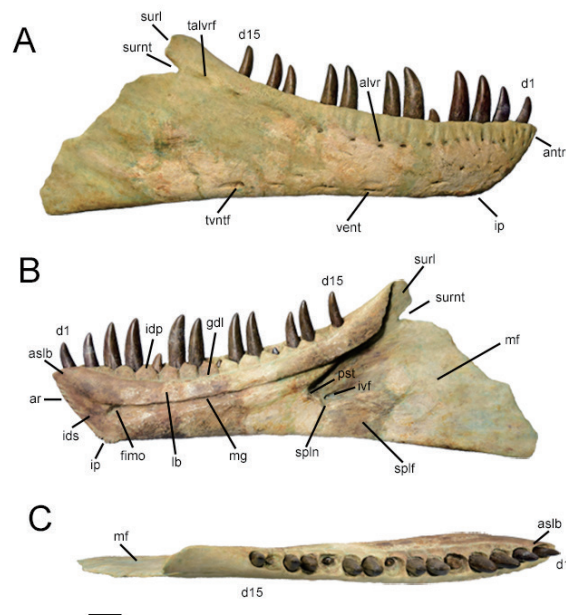 A
surl
talvrf
d15
surnt
alvr
d1
antr
tvntf
vent
ip
B
surl
d15
surnt
gdl
idp
d1
mf
aslb
pst
ivf
ar
ids
spln
fimo
lb
mg
splf
ip
C
mf
aslb
d15